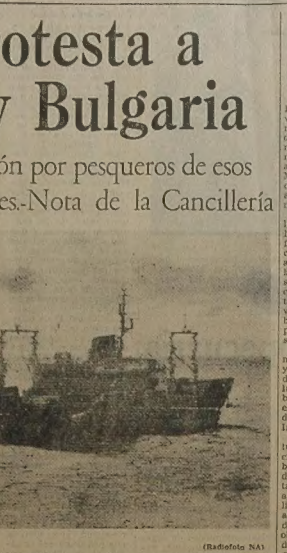 otesta a
y Bulgaria
ón por pesqueros de esos
es.-Nota de la Cancillería
(Radiofoto NA)